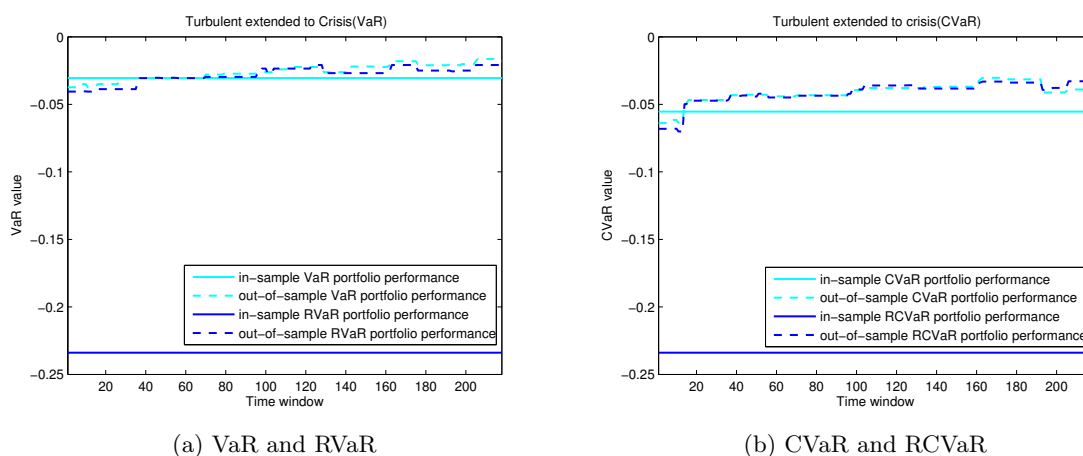 Turbulent extended to Crisis(VaR)
0
−0.05
−0.1
−0.15
−0.2
−0.25
VaR value
in−sample VaR portfolio performance
out−of−sample VaR portfolio performance
in−sample RVaR portfolio performance
out−of−sample RVaR portfolio performance
20 40 60 80 100 120 140 160 180 200
Time window
(a) VaR and RVaR
Turbulent extended to crisis(CVaR)
0
−0.05
−0.1
−0.15
−0.2
−0.25
CVaR value
in−sample CVaR portfolio performance
out−of−sample CVaR portfolio performance
in−sample RCVaR portfolio performance
out−of−sample RCVaR portfolio performance
20 40 60 80 100 120 140 160 180 200
Time window
(b) CVaR and RCVaR